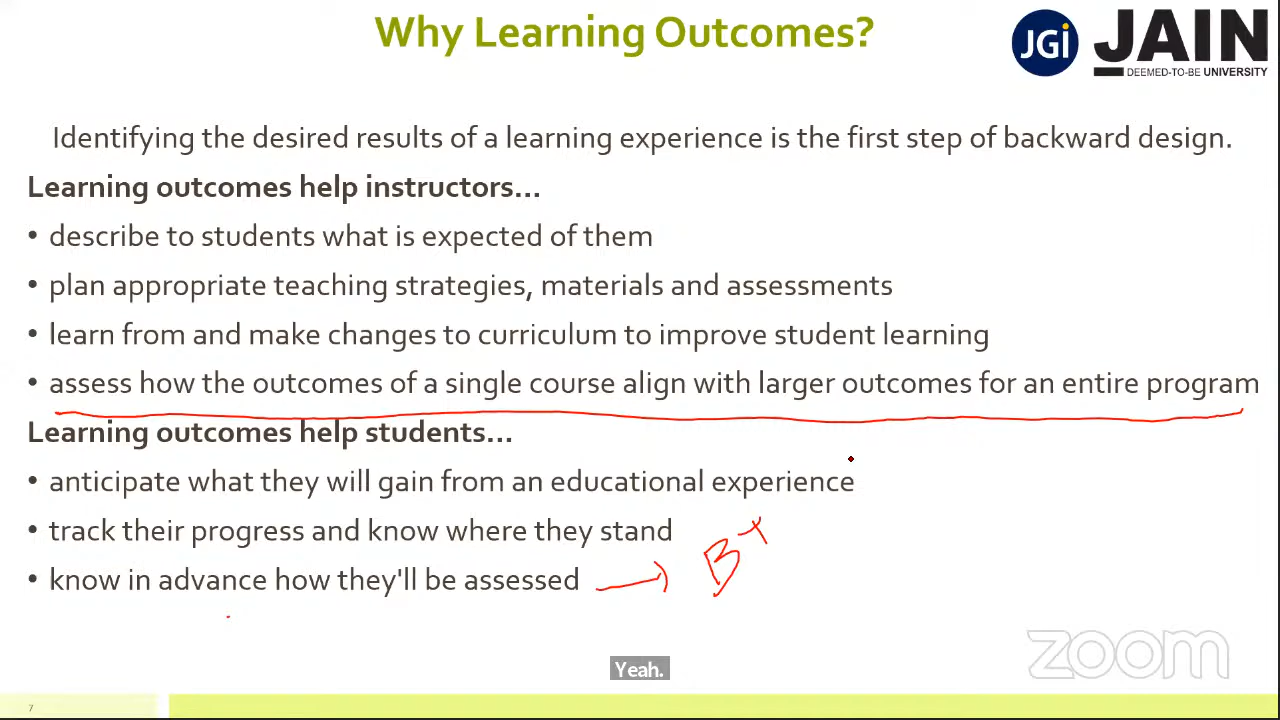 Why Learning Outcomes?
JGi JAIN
DEEMED-TO-BE UNIVERSITY
Identifying the desired results of a learning experience is the first step of backward design.
Learning outcomes help instructors...
• describe to students what is expected of them
• plan appropriate teaching strategies, materials and assessments
• learn from and make changes to curriculum to improve student learning
• assess how the outcomes of a single course align with larger outcomes for an entire program
Learning outcomes help students...
• anticipate what they will gain from an educational experience
• track their progress and know where they stand
• know in advance how they'll be assessed → B+
zoom
Yeah.
7